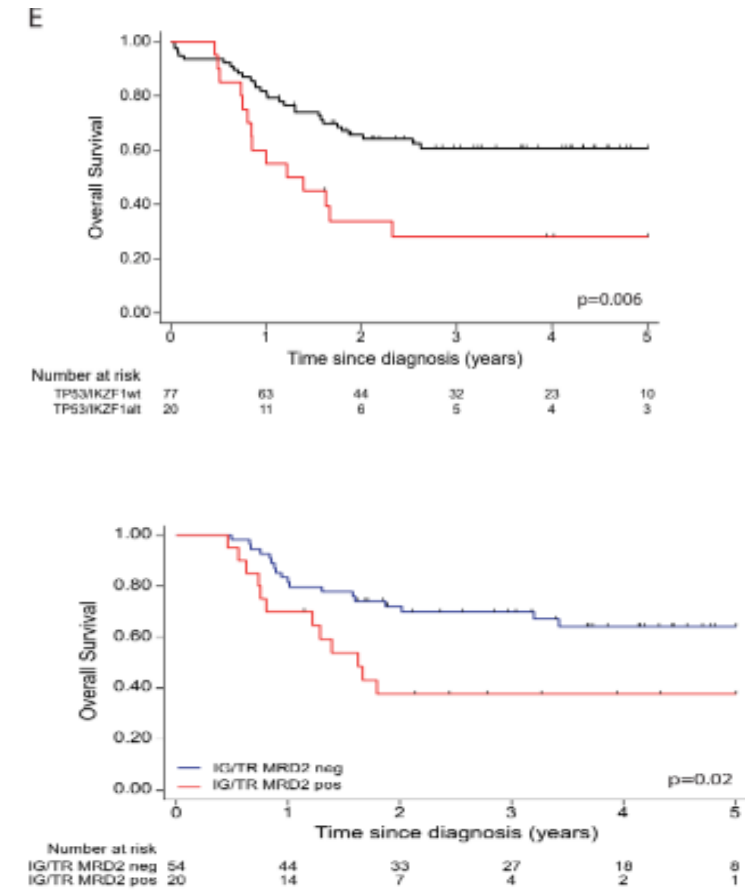 E
1.00
0.80
0.60
0.40
0.20
0.00
Overall Survival
p=0.006
0 1 2 3 4 5
Time since diagnosis (years)
Number at risk
TP53/IKZF1wt 77 63 44 32 23 10
TP53/IKZF1alt 20 11 6 5 4 3
1.00
0.80
0.60
0.40
0.20
0.00
Overall Survival
IG/TR MRD2 neg
IG/TR MRD2 pos
p=0.02
0 1 2 3 4 5
Time since diagnosis (years)
Number at risk
IG/TR MRD2 neg 54 44 33 27 18 8
IG/TR MRD2 pos 20 14 7 4 2 1